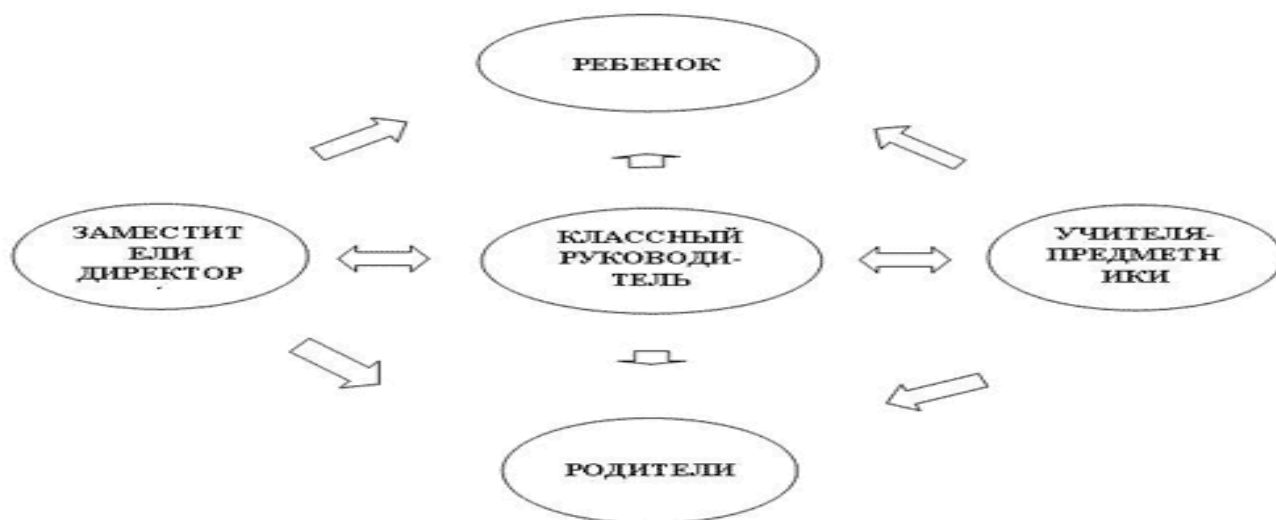 РЕБЕНОК
ЗАМЕСТИТ
ЕЛИ
ДИРЕКТОР
КЛАССНЫЙ
РУКОВОДИ-
ТЕЛЬ
УЧИТЕЛЯ-
ПРЕДМЕТН
ИКИ
РОДИТЕЛИ